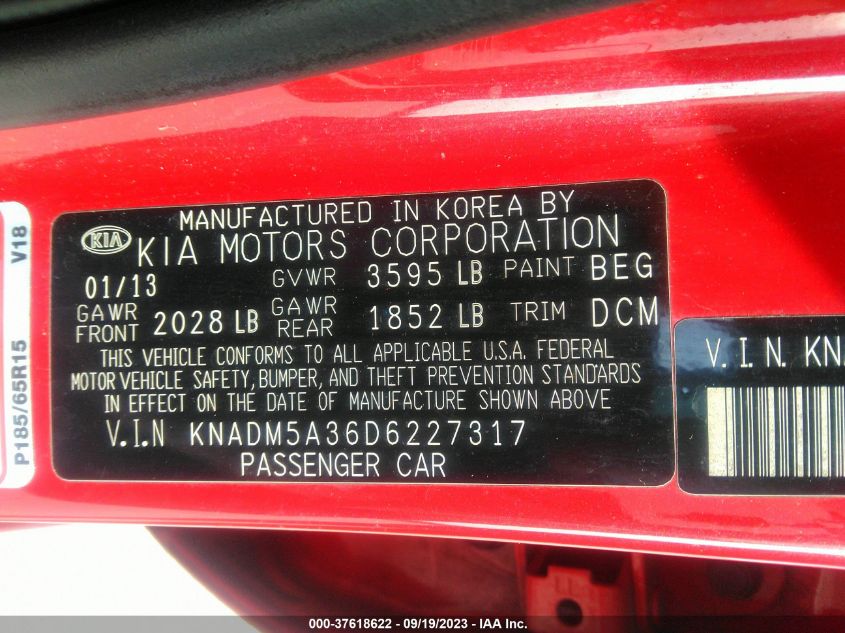 MANUFACTURED IN KOREA BY
KIA KIA MOTORS CORPORATION
01/13 GVWR 3595 LB PAINT BEG
GAWR FRONT 2028 LB GAWR REAR 1852 LB TRIM DCM
THIS VEHICLE CONFORMS TO ALL APPLICABLE U.S.A. FEDERAL
MOTOR VEHICLE SAFETY, BUMPER, AND THEFT PREVENTION STANDARDS
IN EFFECT ON THE DATE OF MANUFACTURE SHOWN ABOVE
V.I.N KNADM5A36D6227317
PASSENGER CAR
P185/65R15 V18
V.I.N. KNA
000-37618622 - 09/19/2023 - IAA Inc.